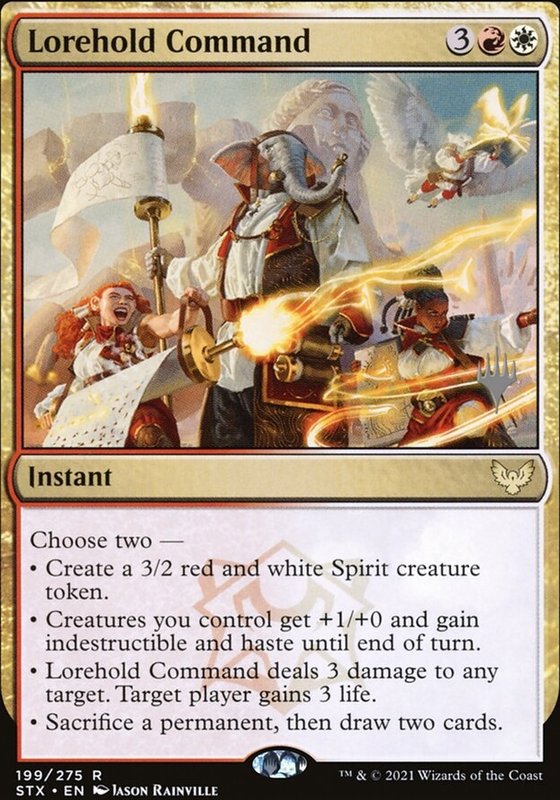 Lorehold Command 3
Instant
Choose two —
• Create a 3/2 red and white Spirit creature
token.
• Creatures you control get +1/+0 and gain
indestructible and haste until end of turn.
• Lorehold Command deals 3 damage to any
target. Target player gains 3 life.
• Sacrifice a permanent, then draw two cards.
199/275 R
STX • EN Jason Rainville
™ & © 2021 Wizards of the Coast